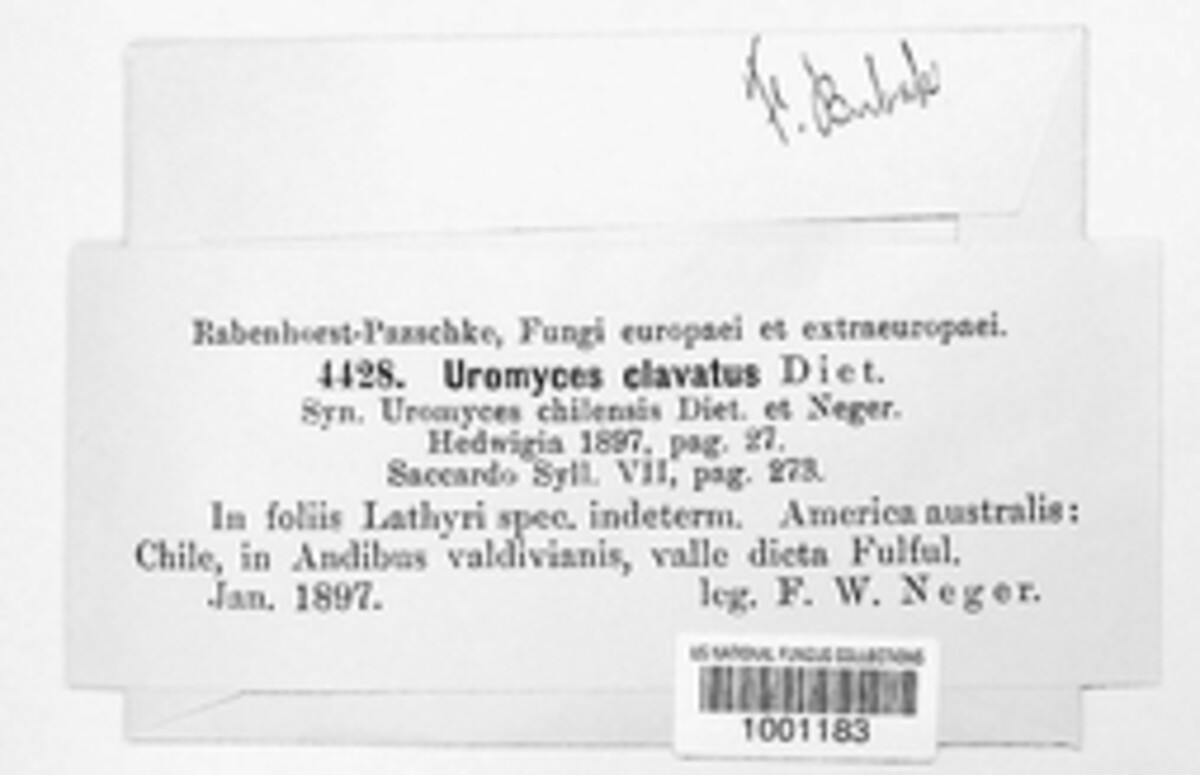 F. Bubak
Rabenhorst-Pazschke, Fungi europaei et extraeuropaei.
4428. Uromyces clavatus Diet.
Syn. Uromyces chilensis Diet. et Neger.
Hedwigia 1897, pag. 27.
Saccardo Syll. VII, pag. 273.
In foliis Lathyri spec. indeterm. America australis:
Chile, in Andibus valdivianis, valle dicta Fulful.
Jan. 1897. leg. F. W. Neger.
US NATIONAL FUNGUS COLLECTIONS
1001183